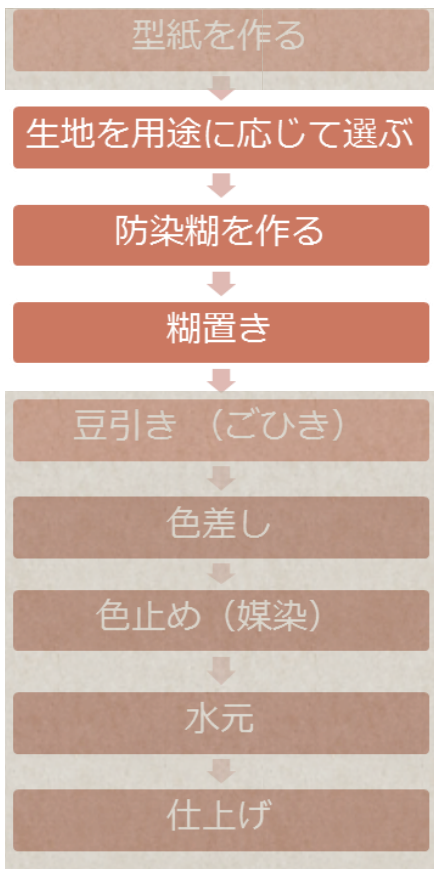 型紙を作る
生地を用途に応じて選ぶ
防染糊を作る
糊置き
豆引き （ごひき）
色差し
色止め（媒染）
水元
仕上げ